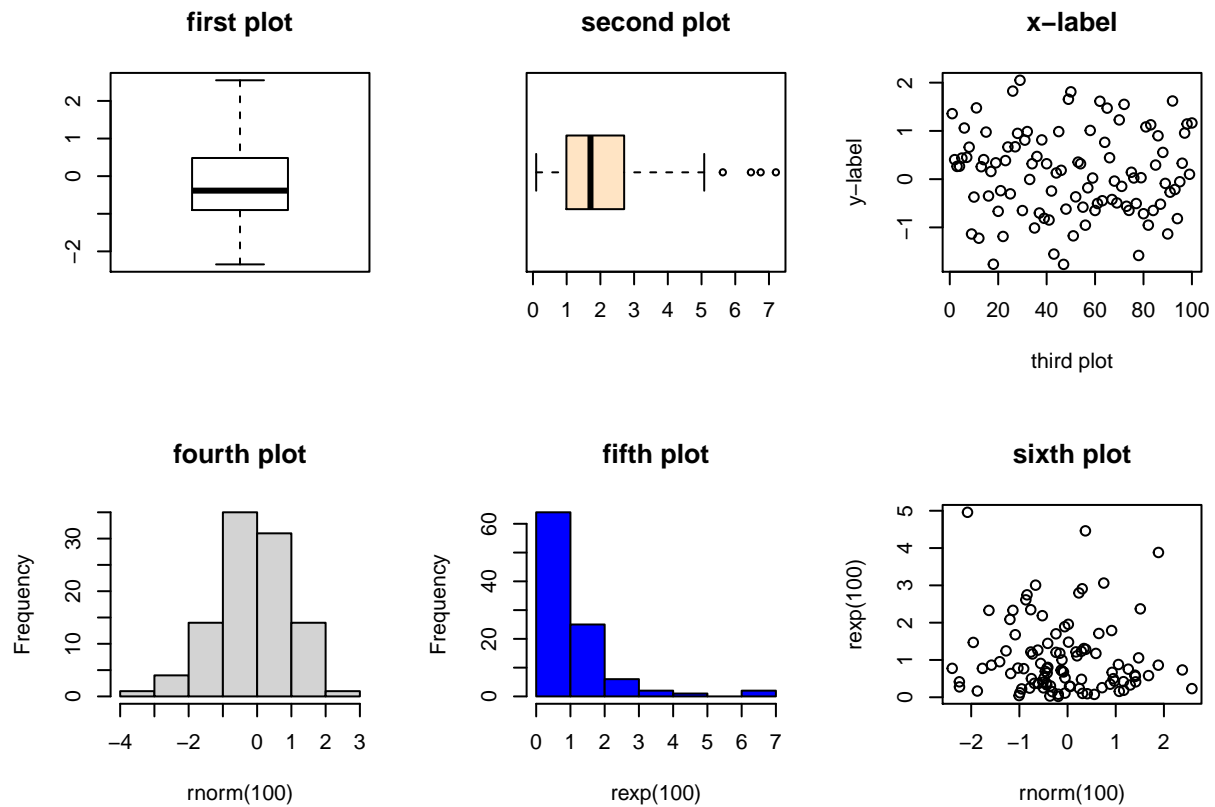 first plot
2
1
0
−2
second plot
0 1 2 3 4 5 6 7
x−label
y−label
2
1
0
−1
0 20 40 60 80 100
third plot
fourth plot
Frequency
30
20
10
0
−4 −2 0 1 2 3
rnorm(100)
fifth plot
Frequency
60
40
20
0
0 1 2 3 4 5 6 7
rexp(100)
sixth plot
rexp(100)
5
4
3
2
1
0
−2 −1 0 1 2
rnorm(100)